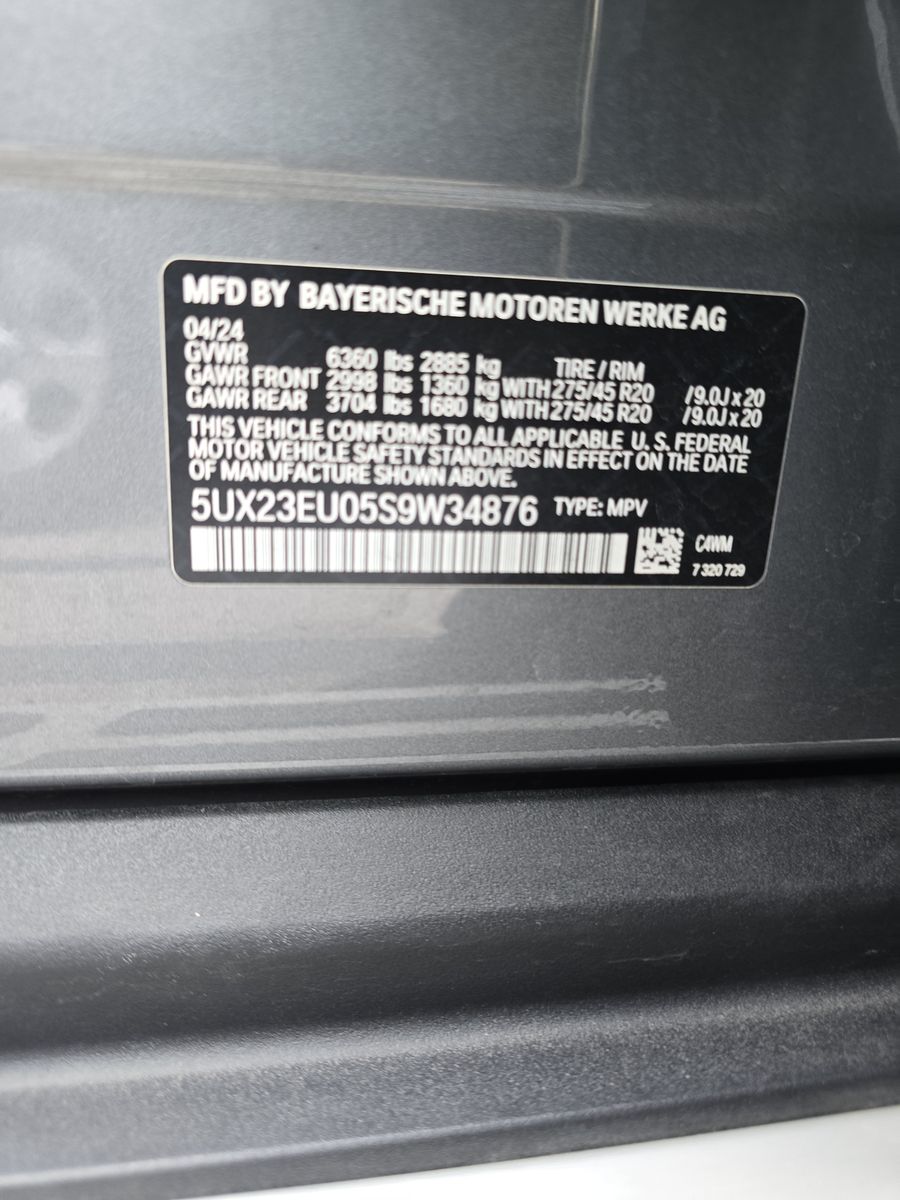 MFD BY BAYERISCHE MOTOREN WERKE AG
04/24
GVWR 6360 lbs 2885 kg TIRE / RIM
GAWR FRONT 2998 lbs 1360 kg WITH 275/45 R20 /9.0J x 20
GAWR REAR 3704 lbs 1680 kg WITH 275/45 R20 /9.0J x 20
THIS VEHICLE CONFORMS TO ALL APPLICABLE U. S. FEDERAL
MOTOR VEHICLE SAFETY STANDARDS IN EFFECT ON THE DATE
OF MANUFACTURE SHOWN ABOVE.
5UX23EU05S9W34876 TYPE: MPV
C4WM
7 320 729